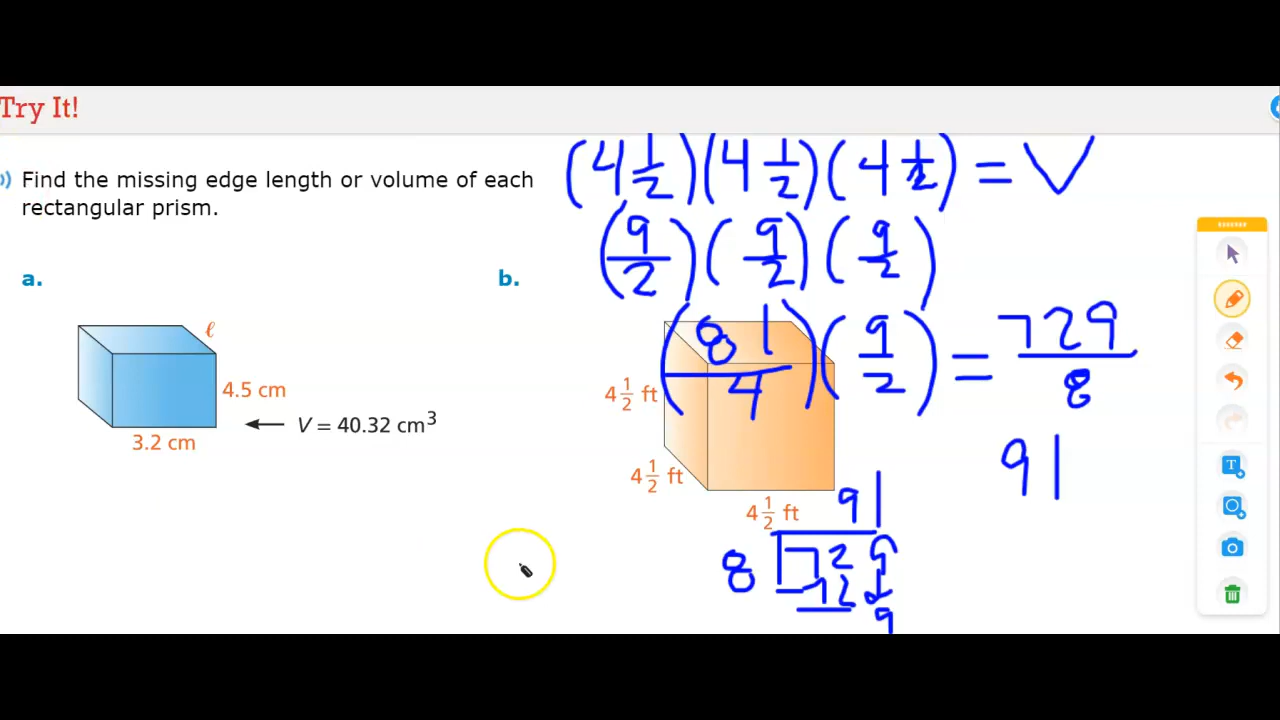 Try It!
Find the missing edge length or volume of each
rectangular prism.
a.
ℓ
4.5 cm
3.2 cm
V = 40.32 cm³
b.
(4 1/2)(4 1/2)(4 1/2) = V
(9/2)(9/2)(9/2)
(81/4)(9/2) = 729/8
4 1/2 ft
4 1/2 ft
4 1/2 ft
91
91
8 729
-72
9
T